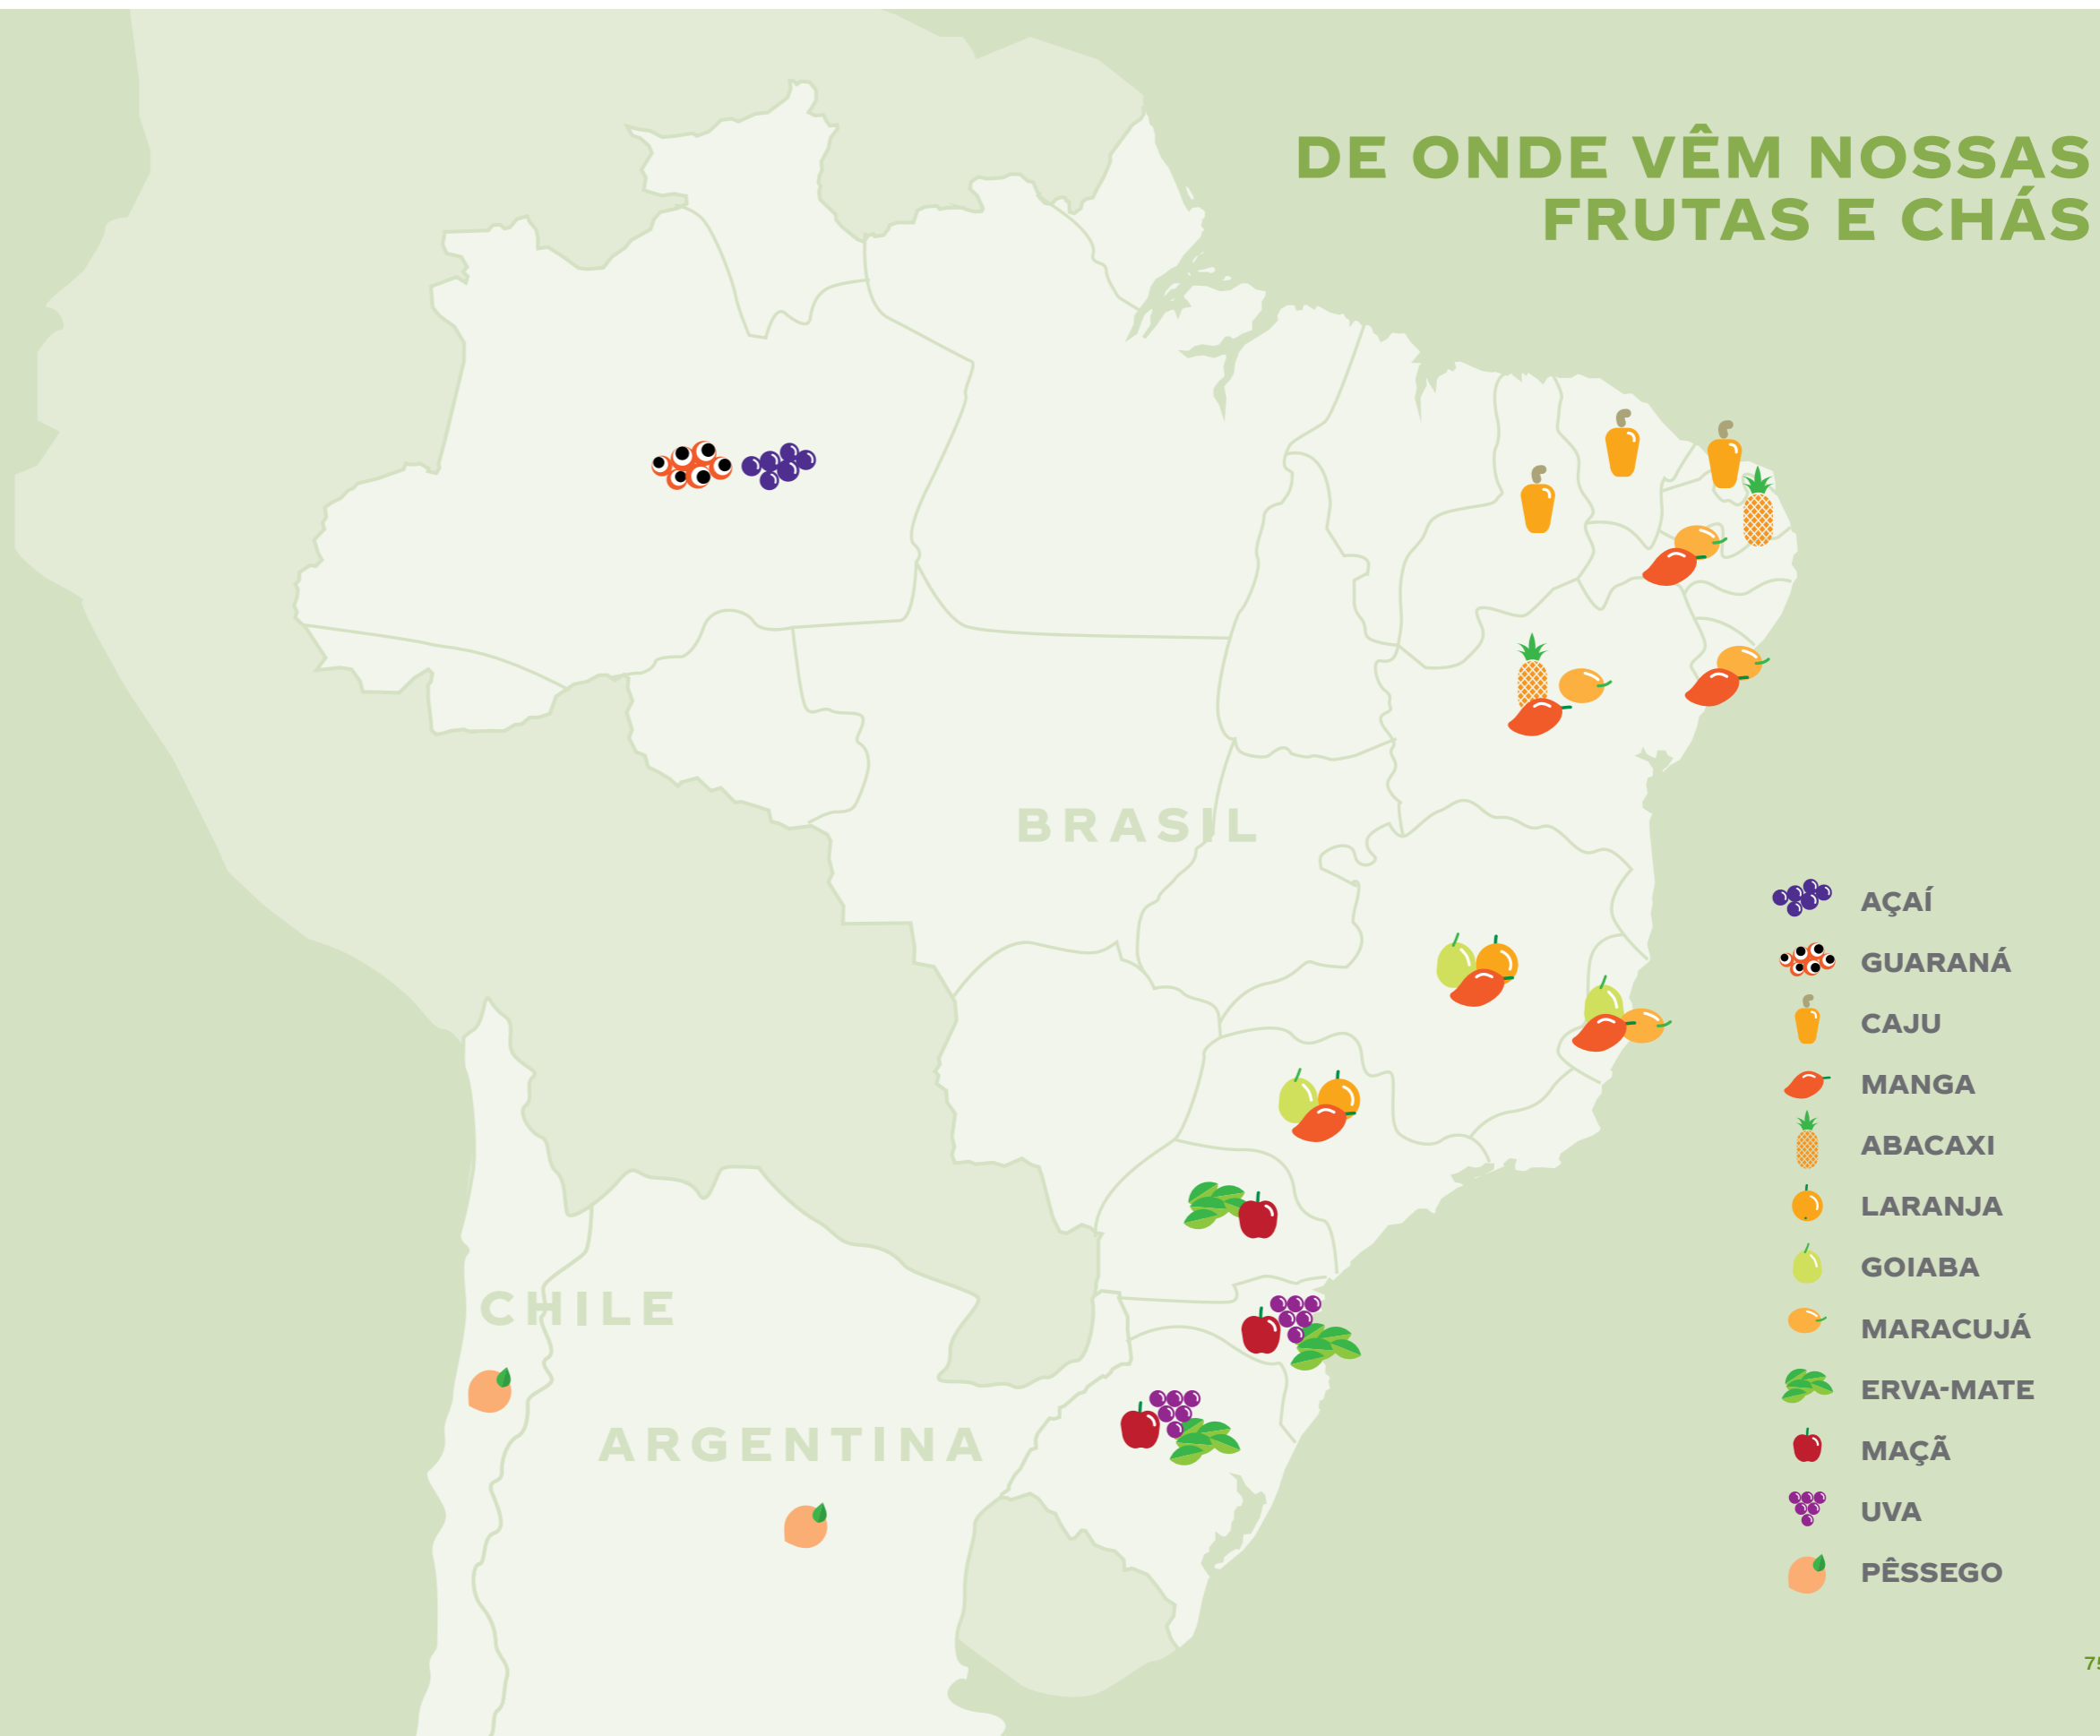 DE ONDE VÊM NOSSAS
FRUTAS E CHÁS
BRASIL
CHILE
ARGENTINA
AÇAÍ
GUARANÁ
CAJU
MANGA
ABACAXI
LARANJA
GOIABA
MARACUJÁ
ERVA-MATE
MAÇÃ
UVA
PÊSSEGO
75